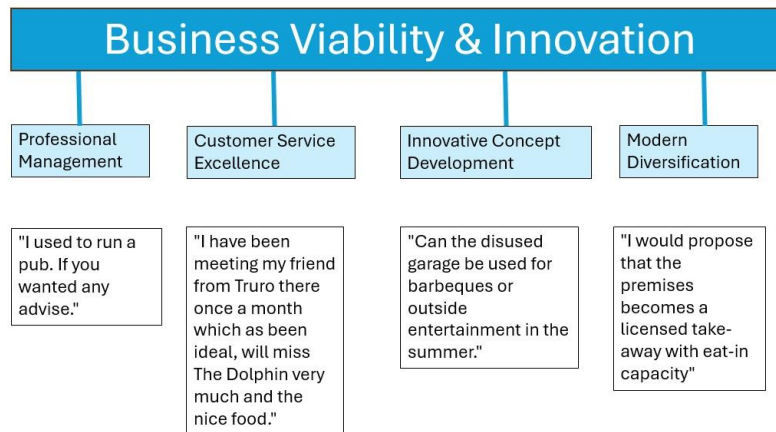 Business Viability & Innovation
Professional
Management
Customer Service
Excellence
Innovative Concept
Development
Modern
Diversification
"I used to run a
pub. If you
wanted any
advise."
"I have been
meeting my friend
from Truro there
once a month
which as been
ideal, will miss
The Dolphin very
much and the
nice food."
"Can the disused
garage be used for
barbeques or
outside
entertainment in the
summer."
"I would propose
that the
premises
becomes a
licensed take-
away with eat-in
capacity"